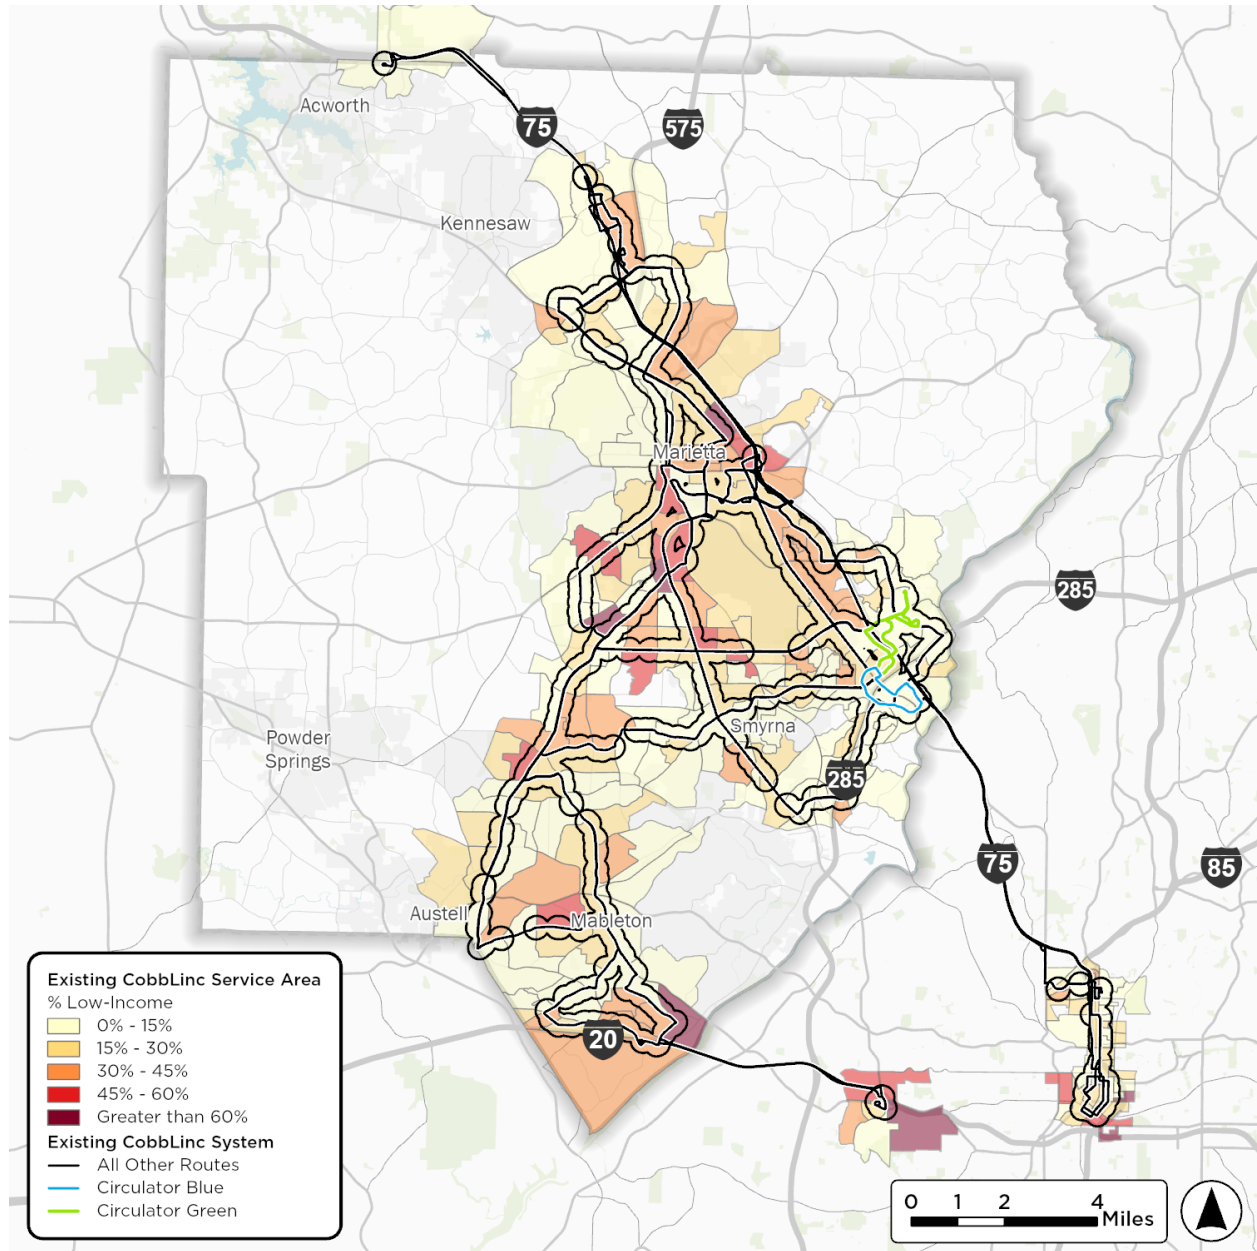 Acworth
75
575
Kennesaw
Marietta
285
Smyrna
Powder
Springs
285
75
85
Austell
Mableton
20
Existing CobbLinc Service Area
% Low-Income
0% - 15%
15% - 30%
30% - 45%
45% - 60%
Greater than 60%
Existing CobbLinc System
All Other Routes
Circulator Blue
Circulator Green
0 1 2 4
Miles